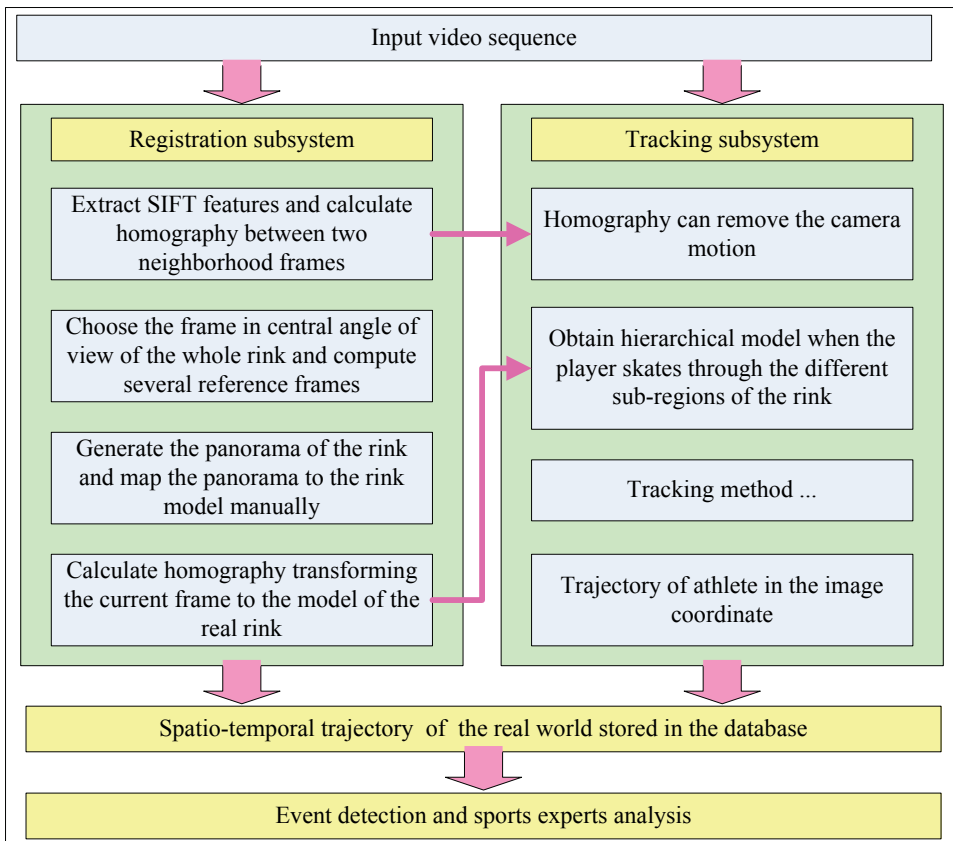 Input video sequence
Registration subsystem
Extract SIFT features and calculate
homography between two
neighborhood frames
Choose the frame in central angle of
view of the whole rink and compute
several reference frames
Generate the panorama of the rink
and map the panorama to the rink
model manually
Calculate homography transforming
the current frame to the model of the
real rink
Tracking subsystem
Homography can remove the camera
motion
Obtain hierarchical model when the
player skates through the different
sub-regions of the rink
Tracking method ...
Trajectory of athlete in the image
coordinate
Spatio-temporal trajectory of the real world stored in the database
Event detection and sports experts analysis